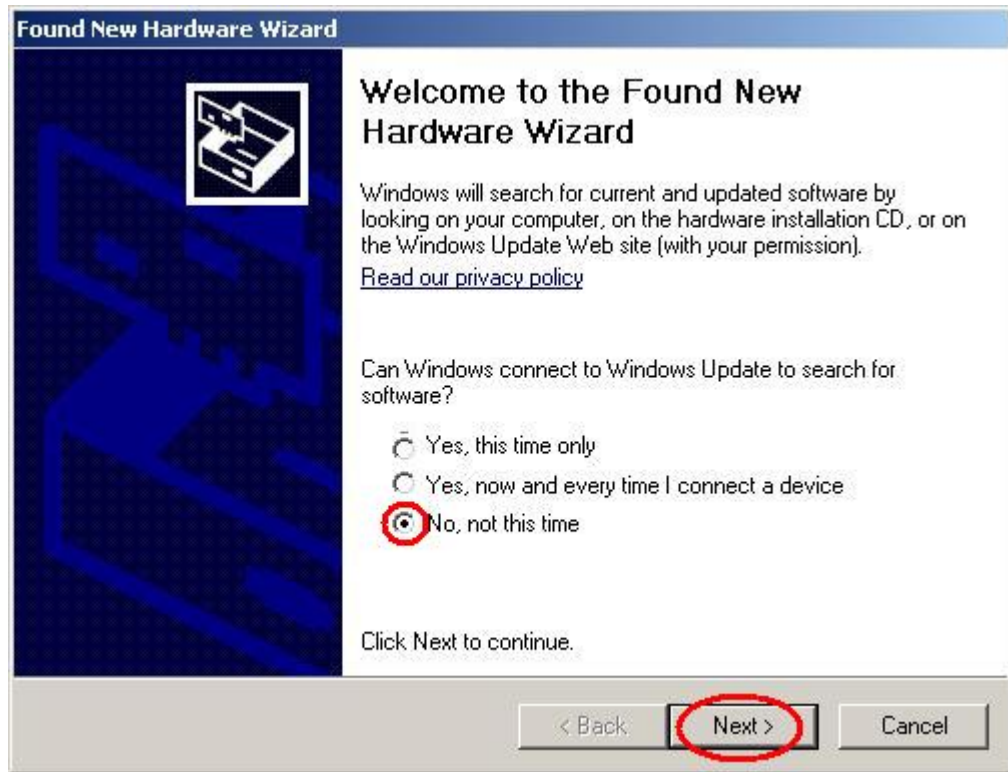 Found New Hardware Wizard
Welcome to the Found New
Hardware Wizard
Windows will search for current and updated software by
looking on your computer, on the hardware installation CD, or on
the Windows Update Web site (with your permission).
Read our privacy policy
Can Windows connect to Windows Update to search for
software?
Yes, this time only
Yes, now and every time I connect a device
No, not this time
Click Next to continue.
< Back
Next >
Cancel